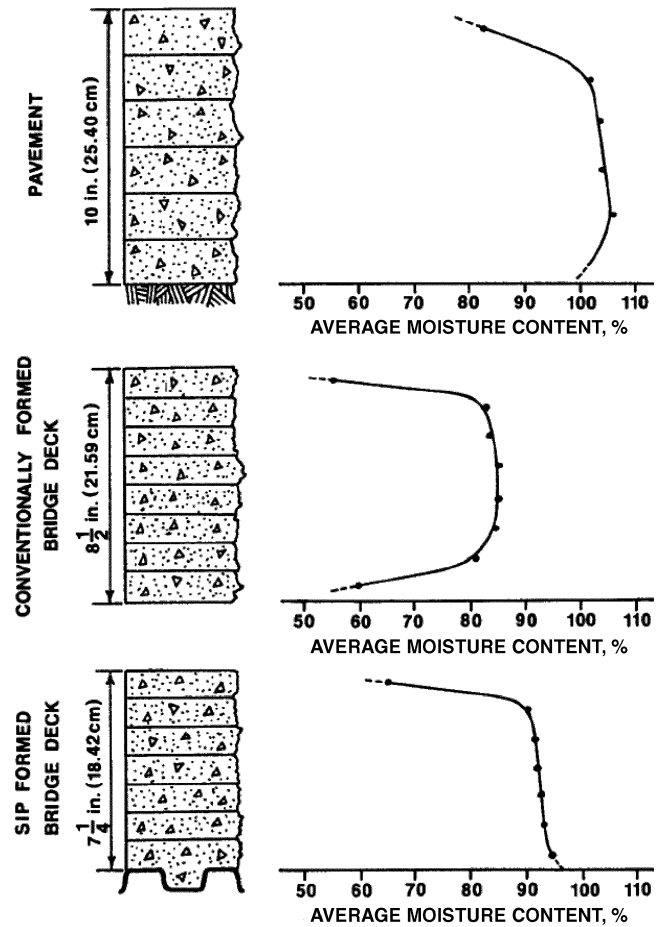 PAVEMENT
10 in. (25.40 cm)
50 60 70 80 90 100 110
AVERAGE MOISTURE CONTENT, %
CONVENTIONALLY FORMED
BRIDGE DECK
8 1/2 in. (21.59 cm)
50 60 70 80 90 100 110
AVERAGE MOISTURE CONTENT, %
SIP FORMED
BRIDGE DECK
7 1/4 in. (18.42 cm)
50 60 70 80 90 100 110
AVERAGE MOISTURE CONTENT, %